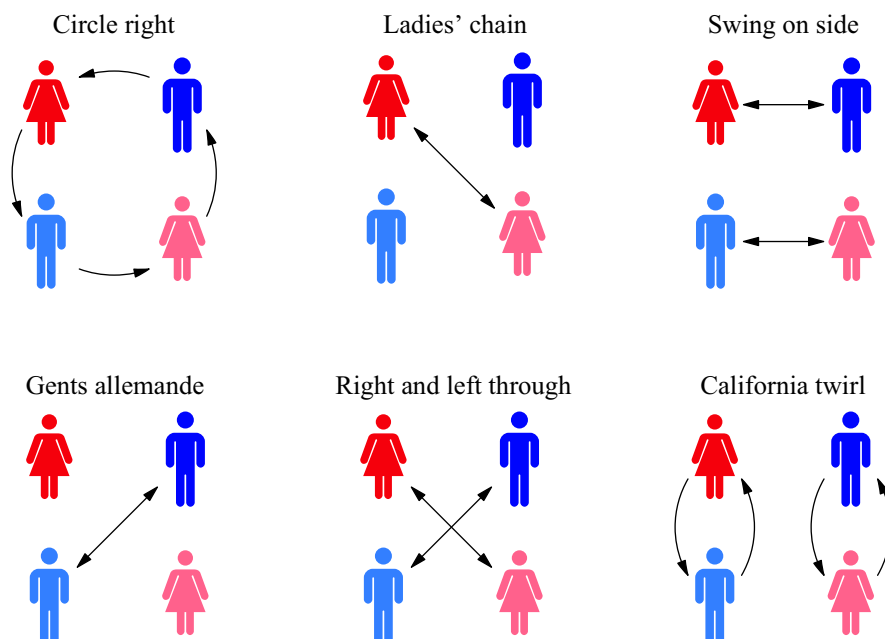 Circle right
Ladies’ chain
Swing on side
Gents allemande
Right and left through
California twirl